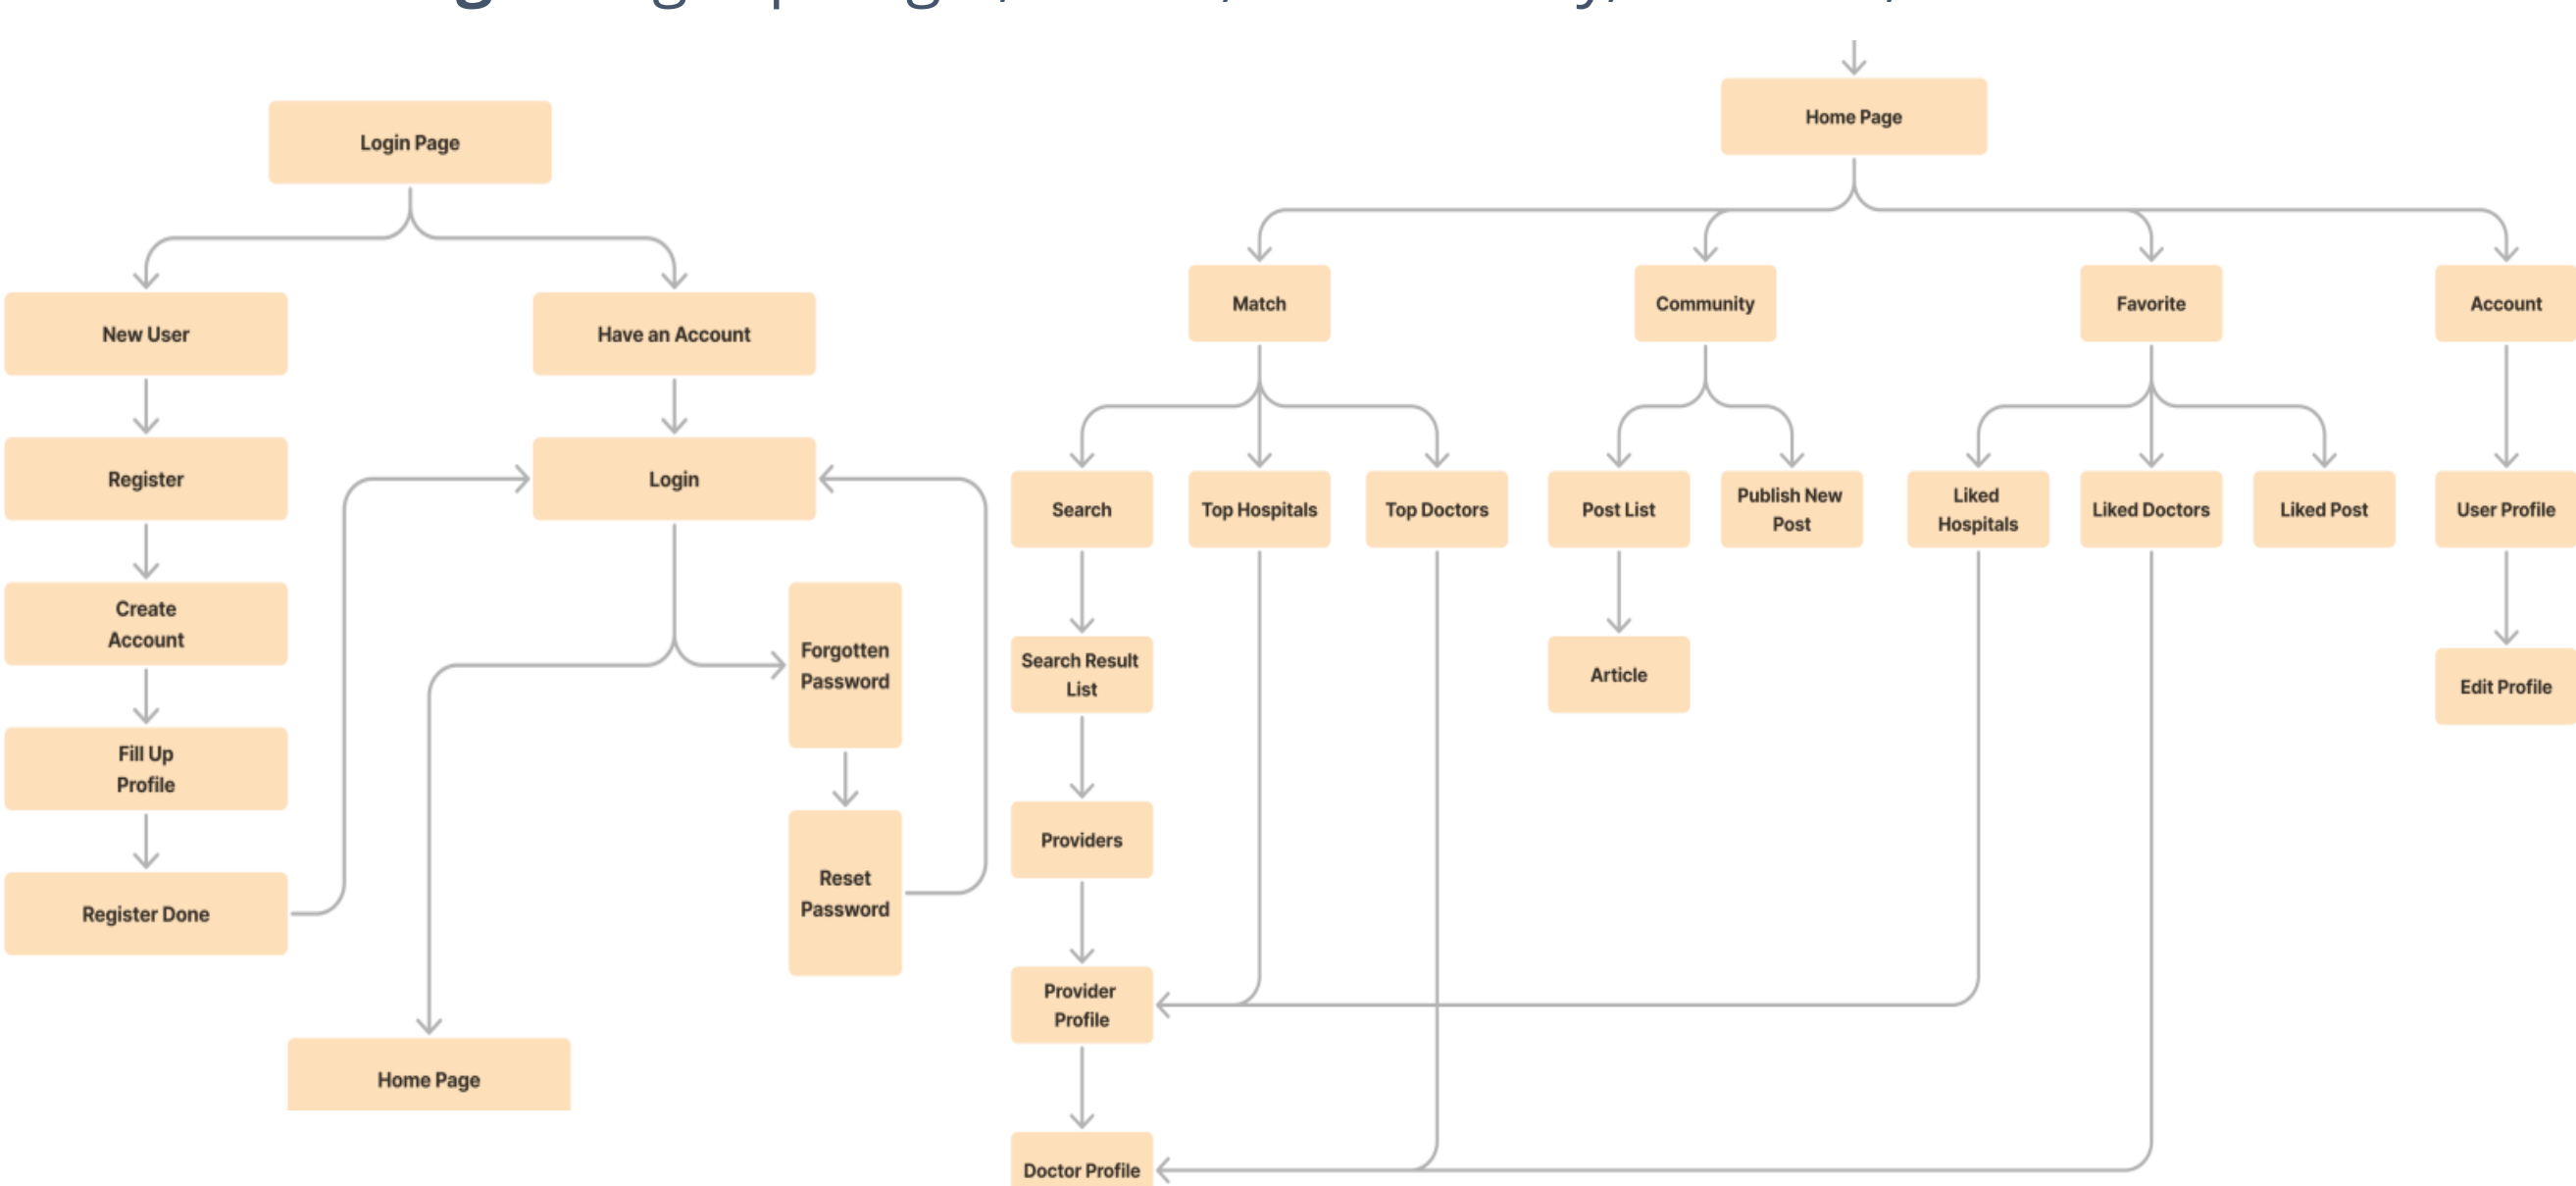 Login Page
New User
Have an Account
Register
Login
Create
Account
Forgotten
Password
Fill Up
Profile
Reset
Password
Register Done
Home Page
Home Page
Match
Community
Favorite
Account
Search
Top Hospitals
Top Doctors
Post List
Publish New
Post
Liked
Hospitals
Liked Doctors
Liked Post
User Profile
Search Result
List
Article
Edit Profile
Providers
Provider
Profile
Doctor Profile